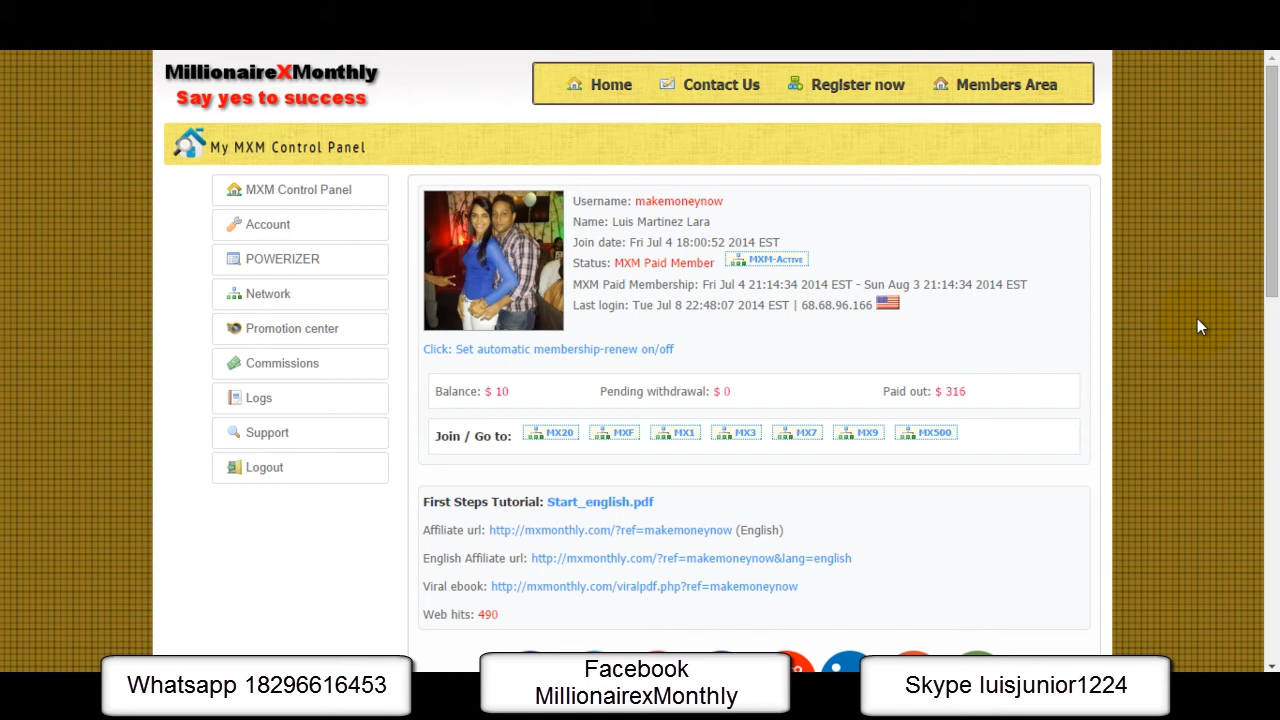 MillionaireXMonthly
Say yes to success
Home
Contact Us
Register now
Members Area
My MXM Control Panel
MXM Control Panel
Account
POWERIZER
Network
Promotion center
Commissions
Logs
Support
Logout
Username: makemoneynow
Name: Luis Martinez Lara
Join date: Fri Jul 4 18:00:52 2014 EST
Status: MXM Paid Member MXM-Active
MXM Paid Membership: Fri Jul 4 21:14:34 2014 EST - Sun Aug 3 21:14:34 2014 EST
Last login: Tue Jul 8 22:48:07 2014 EST | 68.68.96.166
Click: Set automatic membership-renew on/off
Balance: $ 10 Pending withdrawal: $ 0 Paid out: $ 316
Join / Go to: MX20 MXF MX1 MX3 MX7 MX9 MX500
First Steps Tutorial: Start_english.pdf
Affiliate url: http://mxmonthly.com/?ref=makemoneynow (English)
English Affiliate url: http://mxmonthly.com/?ref=makemoneynow&lang=english
Viral ebook: http://mxmonthly.com/viralpdf.php?ref=makemoneynow
Web hits: 490
Whatsapp 18296616453
Facebook
MillionairexMonthly
Skype luisjunior1224